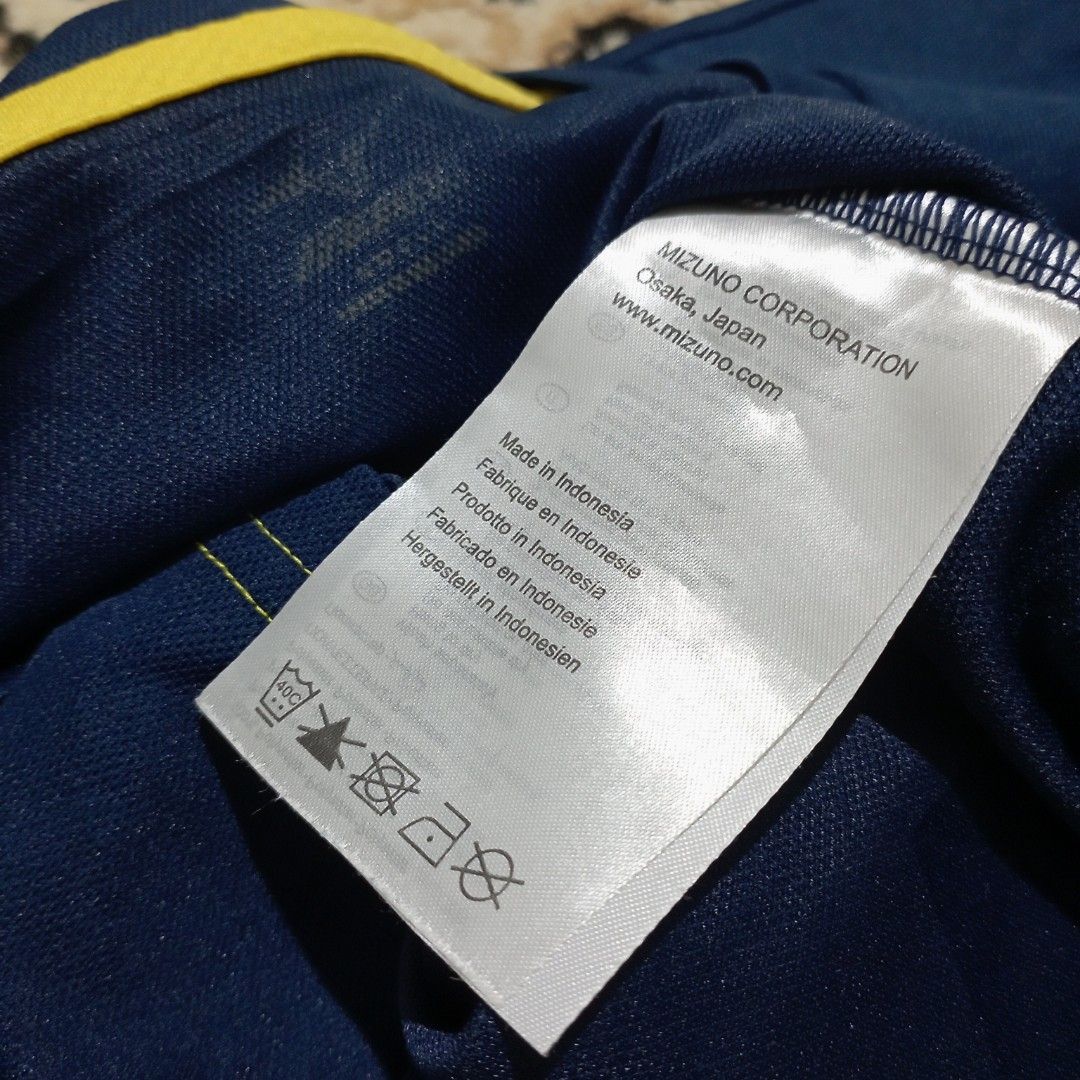 MIZUNO CORPORATION
Osaka, Japan
www.mizuno.com
Made in Indonesia
Fabrique en Indonesie
Prodotto in Indonesia
Fabricado en Indonesie
Hergestellt in Indonesien
40C